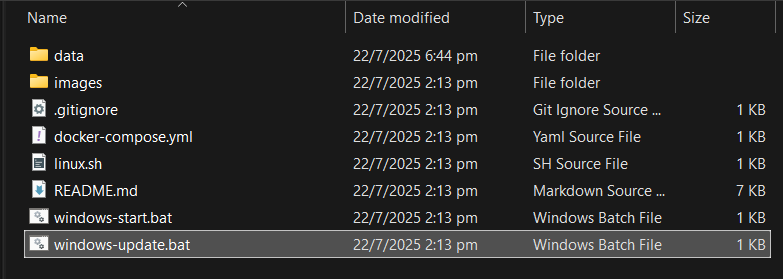 Name Date modified Type Size
data 22/7/2025 6:44 pm File folder
images 22/7/2025 2:13 pm File folder
.gitignore 22/7/2025 2:13 pm Git Ignore Source ... 1 KB
docker-compose.yml 22/7/2025 2:13 pm Yaml Source File 1 KB
linux.sh 22/7/2025 2:13 pm SH Source File 1 KB
README.md 22/7/2025 2:13 pm Markdown Source ... 7 KB
windows-start.bat 22/7/2025 2:13 pm Windows Batch File 1 KB
windows-update.bat 22/7/2025 2:13 pm Windows Batch File 1 KB